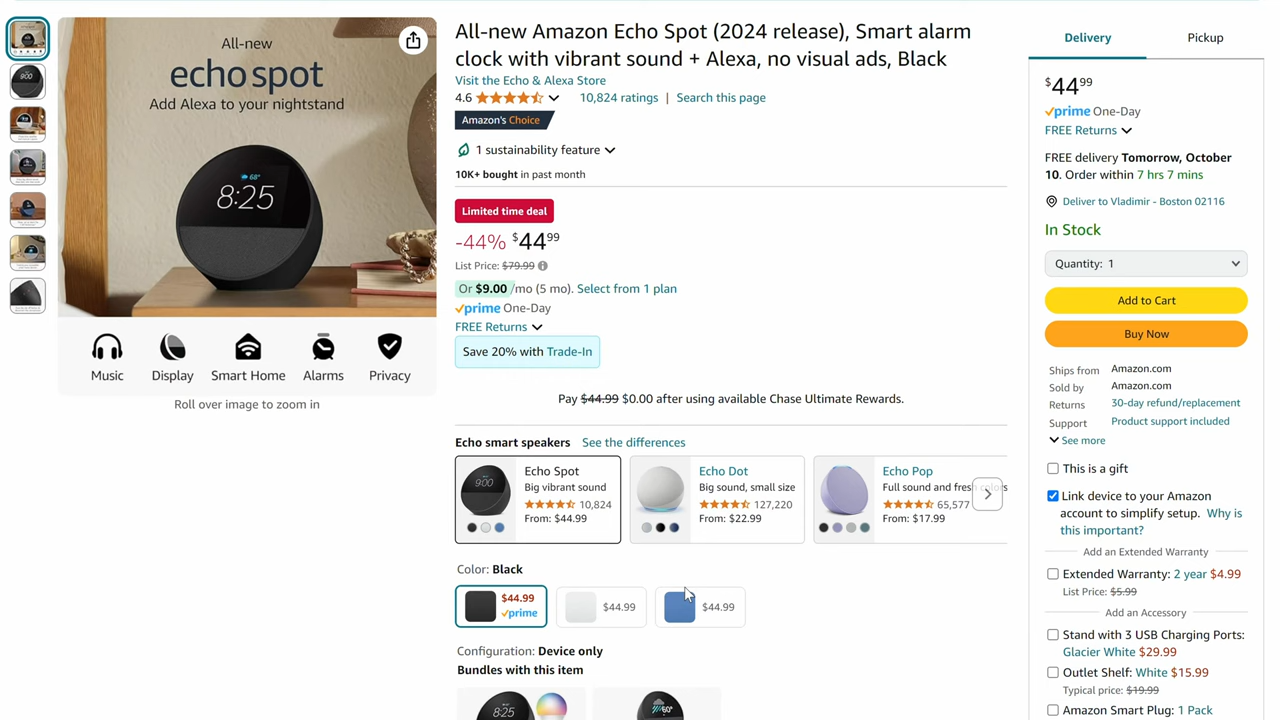 All-new
echo spot
Add Alexa to your nightstand
8:25
68°
Music
Display
Smart Home
Alarms
Privacy
Roll over image to zoom in
All-new Amazon Echo Spot (2024 release), Smart alarm
clock with vibrant sound + Alexa, no visual ads, Black
Visit the Echo & Alexa Store
4.6
10,824 ratings | Search this page
Amazon's Choice
1 sustainability feature
10K+ bought in past month
Limited time deal
-44% $44 99
List Price: $79.99
Or $9.00 /mo (5 mo). Select from 1 plan
prime One-Day
FREE Returns
Save 20% with Trade-In
Pay $44.99 $0.00 after using available Chase Ultimate Rewards.
Echo smart speakers See the differences
9:00
Echo Spot
Big vibrant sound
10,824
From: $44.99
Echo Dot
Big sound, small size
127,220
From: $22.99
Echo Pop
Full sound and fresh colors
65,577
From: $17.99
Color: Black
$44.99
prime
$44.99
$44.99
Configuration: Device only
Bundles with this item
8:25
60°
Delivery
Pickup
$44 99
prime One-Day
FREE Returns
FREE delivery Tomorrow, October
10. Order within 7 hrs 7 mins
Deliver to Vladimir - Boston 02116
In Stock
Quantity: 1
Add to Cart
Buy Now
Ships from Amazon.com
Sold by Amazon.com
Returns 30-day refund/replacement
Support Product support included
See more
This is a gift
Link device to your Amazon
account to simplify setup. Why is
this important?
Add an Extended Warranty
Extended Warranty: 2 year $4.99
List Price: $5.99
Add an Accessory
Stand with 3 USB Charging Ports:
Glacier White $29.99
Outlet Shelf: White $15.99
Typical price: $19.99
Amazon Smart Plug: 1 Pack